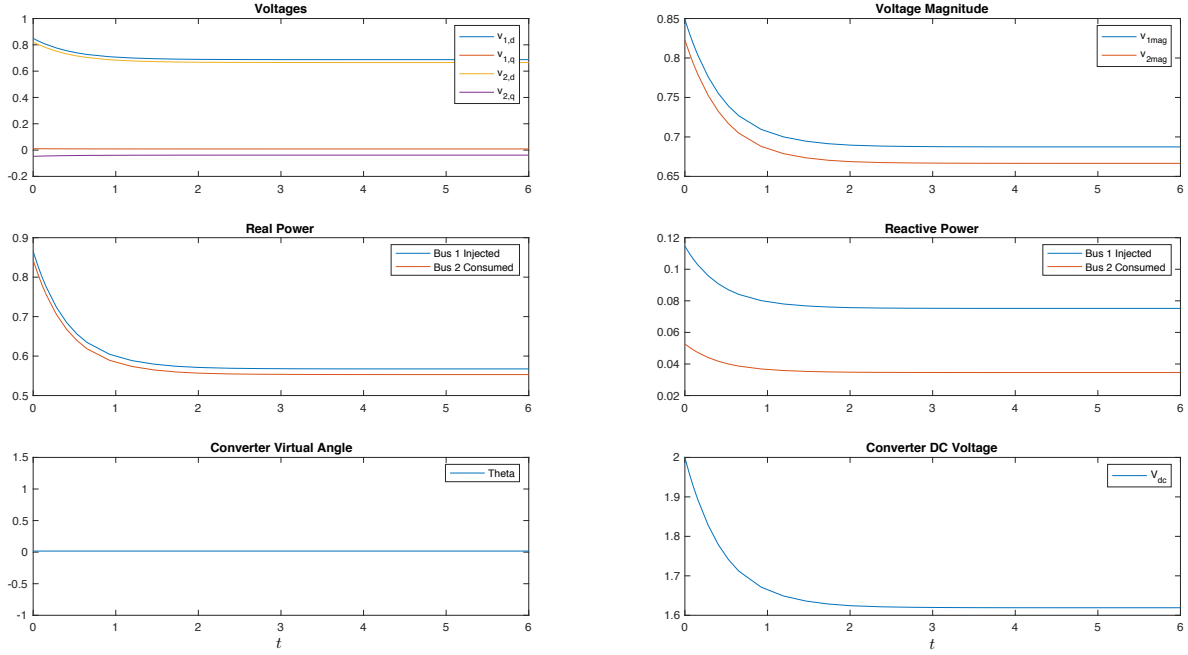 Voltages
1
0.8
0.6
0.4
0.2
0
-0.2
0 1 2 3 4 5 6
v1,d
v1,q
v2,d
v2,q
Voltage Magnitude
0.85
0.8
0.75
0.7
0.65
0 1 2 3 4 5 6
v1mag
v2mag
Real Power
0.9
0.8
0.7
0.6
0.5
0 1 2 3 4 5 6
Bus 1 Injected
Bus 2 Consumed
Reactive Power
0.12
0.1
0.08
0.06
0.04
0.02
0 1 2 3 4 5 6
Bus 1 Injected
Bus 2 Consumed
Converter Virtual Angle
1.5
1
0.5
0
-0.5
-1
0 1 2 3 4 5 6
t
Theta
Converter DC Voltage
2
1.9
1.8
1.7
1.6
0 1 2 3 4 5 6
t
Vdc